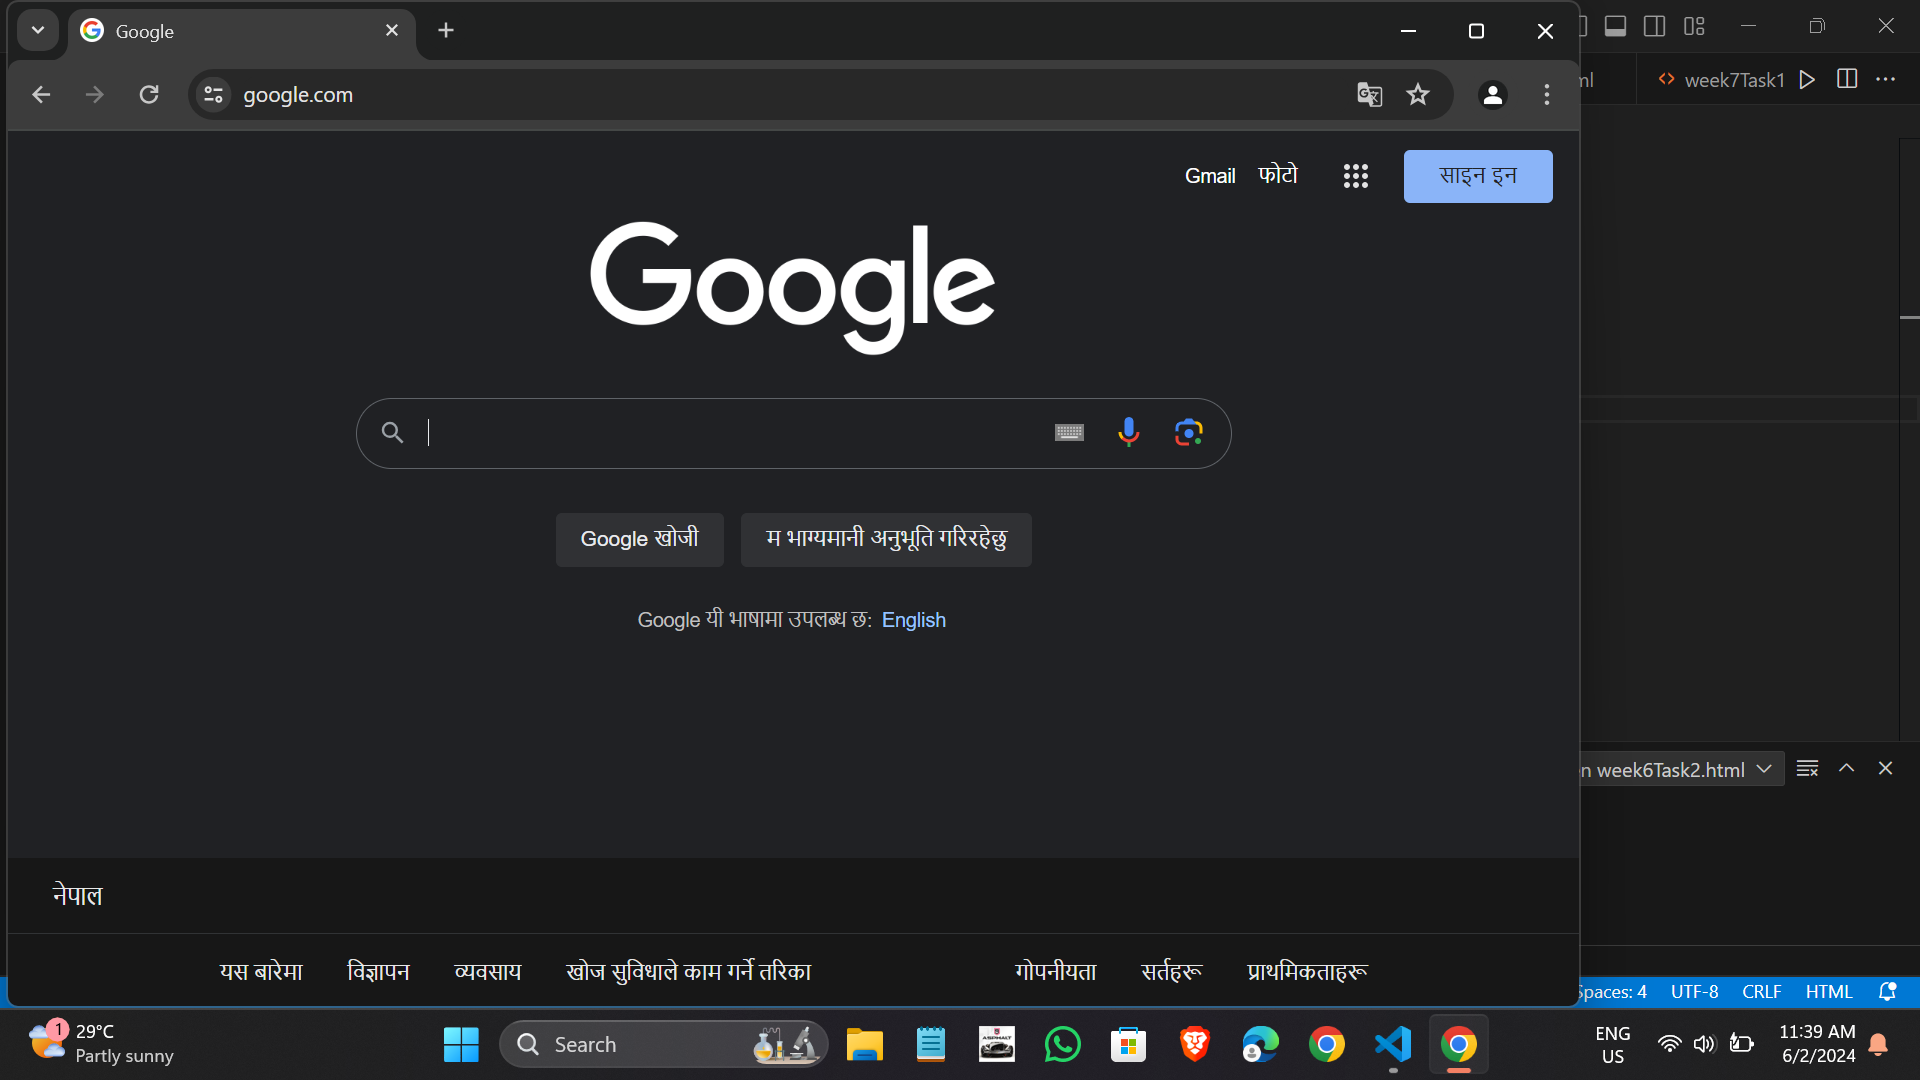 Google
google.com
week7Task1
Gmail फोटो
साइन इन
Google
Google खोजी
म भाग्यमानी अनुभूति गरिरहेछु
Google यी भाषामा उपलब्ध छ: English
week6Task2.html
नेपाल
यस बारेमा विज्ञापन व्यवसाय खोज सुविधाले काम गर्ने तरिका गोपनीयता सर्तहरू प्राथमिकताहरू
Spaces: 4 UTF-8 CRLF HTML
1
29°C
Partly sunny
Search
ASPHALT
ENG
US
11:39 AM
6/2/2024